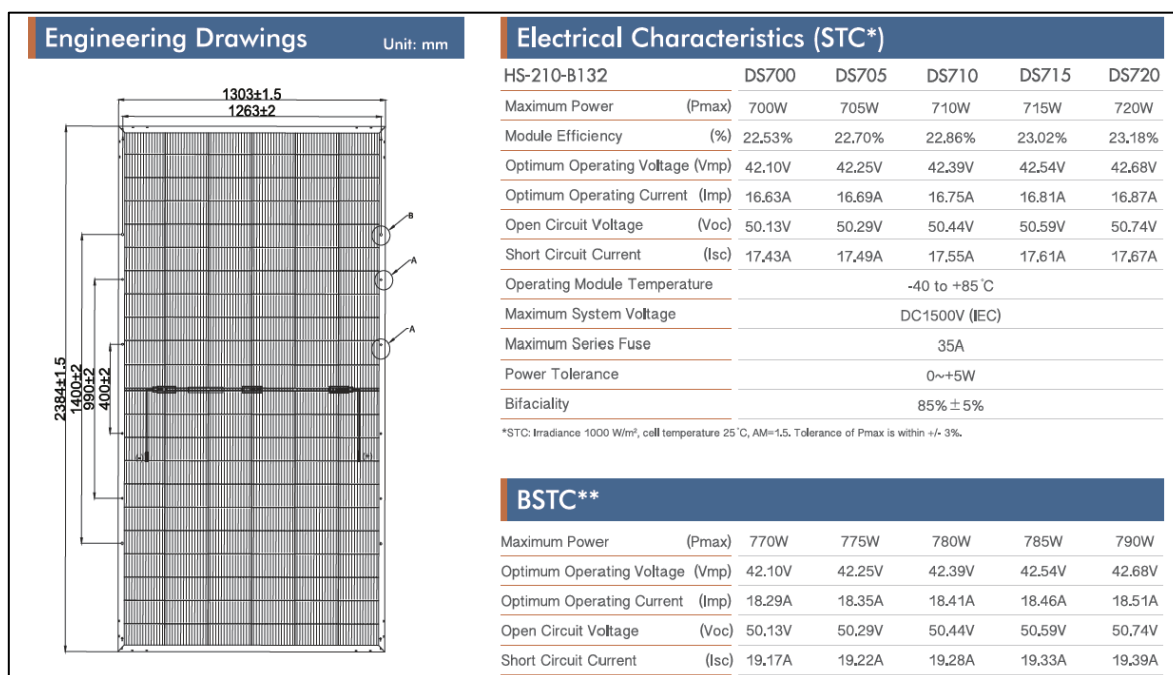 Engineering Drawings Unit: mm
1303±1.5
1263±2
B
A
A
2384±1.5
1400±2
990±2
400±2
(-) (+)
Electrical Characteristics (STC*)
HS-210-B132 DS700 DS705 DS710 DS715 DS720
Maximum Power (Pmax) 700W 705W 710W 715W 720W
Module Efficiency (%) 22.53% 22.70% 22.86% 23.02% 23.18%
Optimum Operating Voltage (Vmp) 42.10V 42.25V 42.39V 42.54V 42.68V
Optimum Operating Current (Imp) 16.63A 16.69A 16.75A 16.81A 16.87A
Open Circuit Voltage (Voc) 50.13V 50.29V 50.44V 50.59V 50.74V
Short Circuit Current (Isc) 17.43A 17.49A 17.55A 17.61A 17.67A
Operating Module Temperature -40 to +85°C
Maximum System Voltage DC1500V (IEC)
Maximum Series Fuse 35A
Power Tolerance 0~+5W
Bifaciality 85%±5%
*STC: Irradiance 1000 W/m², cell temperature 25°C, AM=1.5. Tolerance of Pmax is within +/- 3%.
BSTC**
Maximum Power (Pmax) 770W 775W 780W 785W 790W
Optimum Operating Voltage (Vmp) 42.10V 42.25V 42.39V 42.54V 42.68V
Optimum Operating Current (Imp) 18.29A 18.35A 18.41A 18.46A 18.51A
Open Circuit Voltage (Voc) 50.13V 50.29V 50.44V 50.59V 50.74V
Short Circuit Current (Isc) 19.17A 19.22A 19.28A 19.33A 19.39A